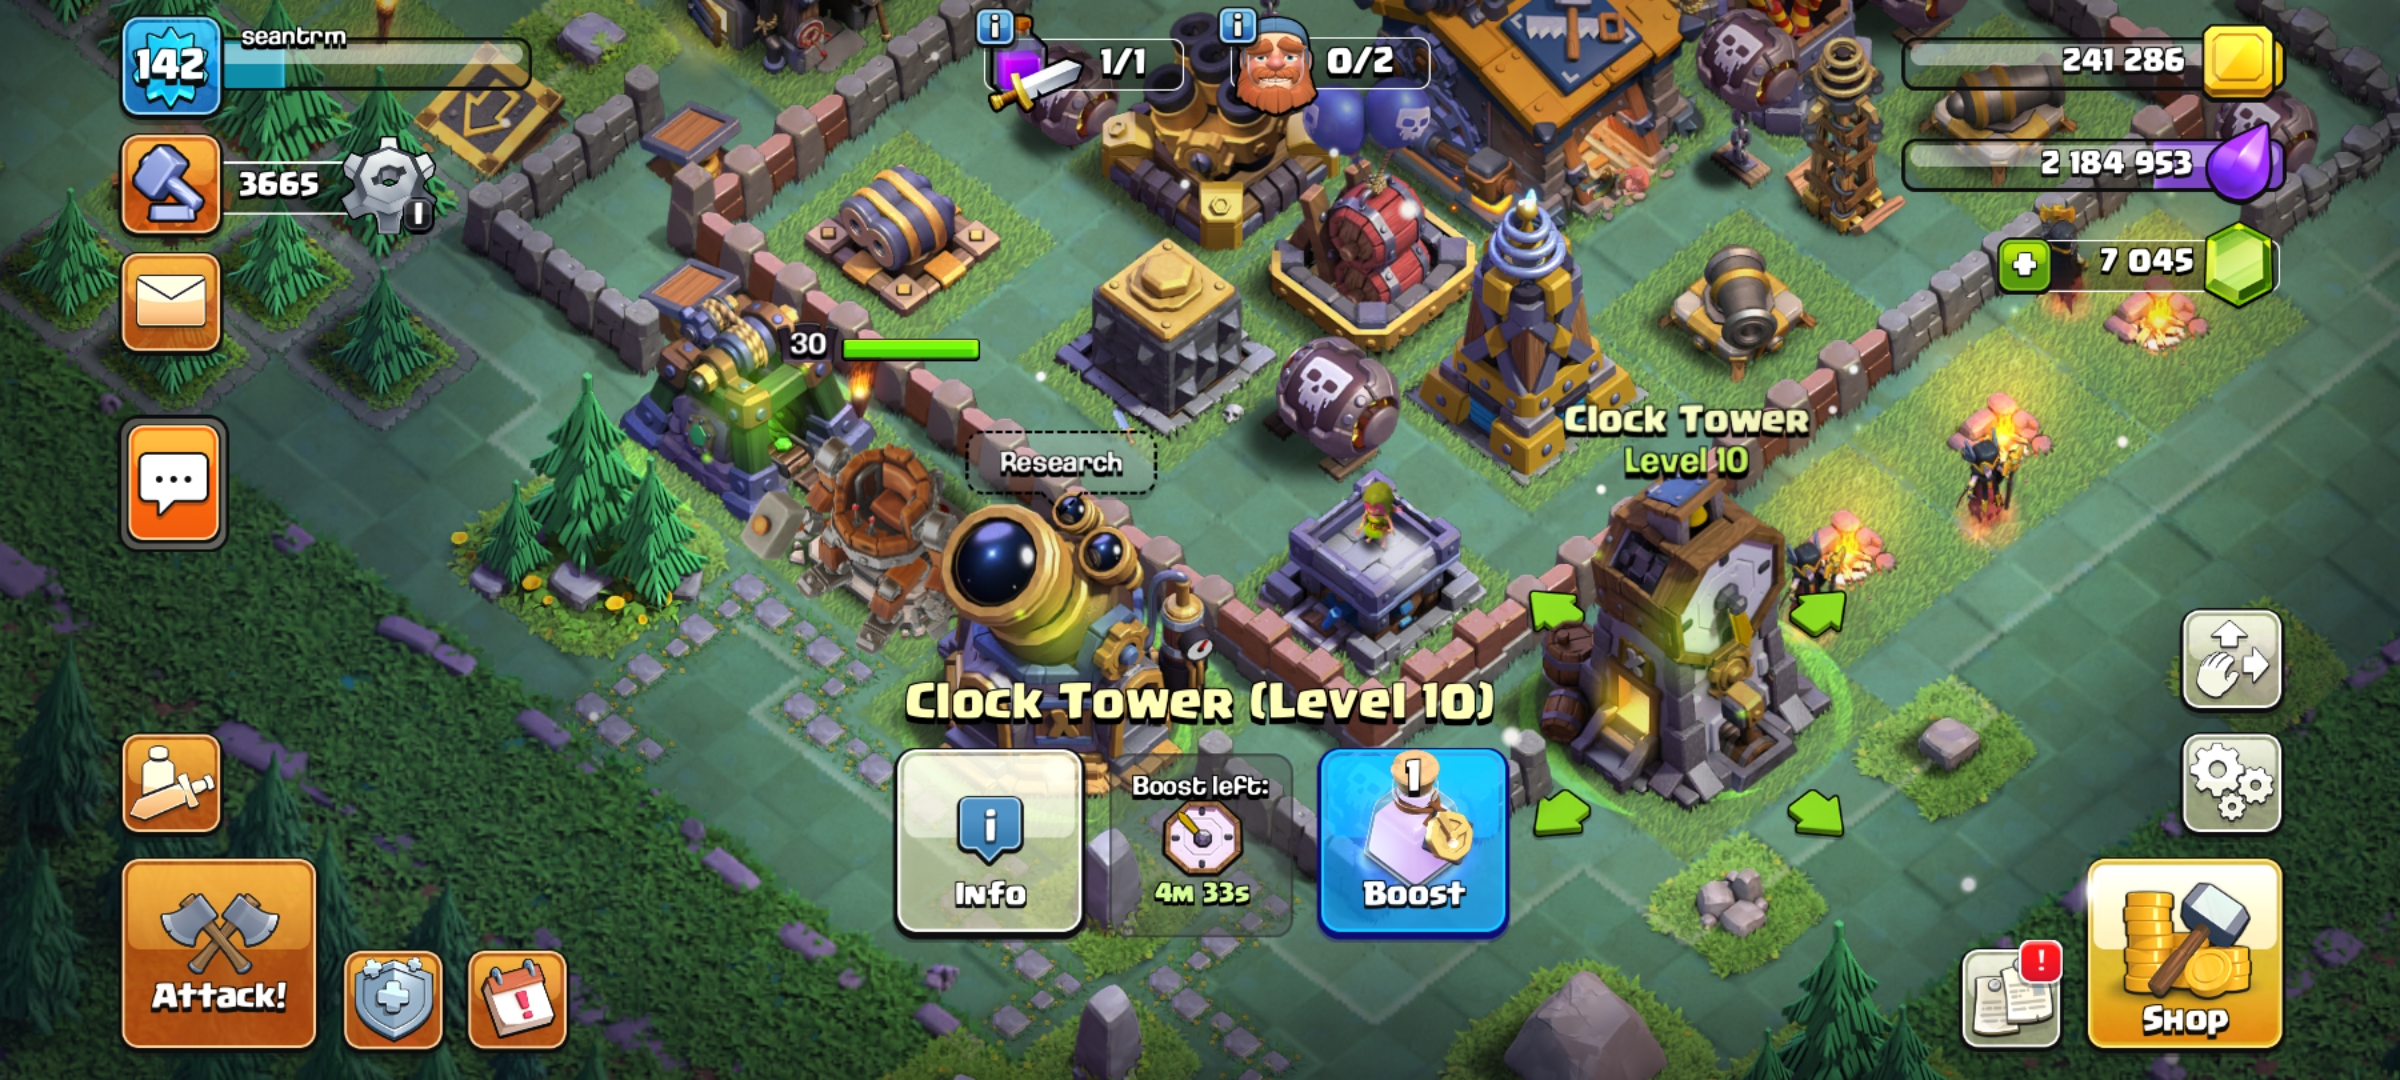 142
seantrm
1/1
0/2
241 286
3665
2 184 953
7 045
30
Clock Tower
Level 10
Research
Clock Tower (Level 10)
Info
Boost left:
4m 33s
1
Boost
Attack!
Shop